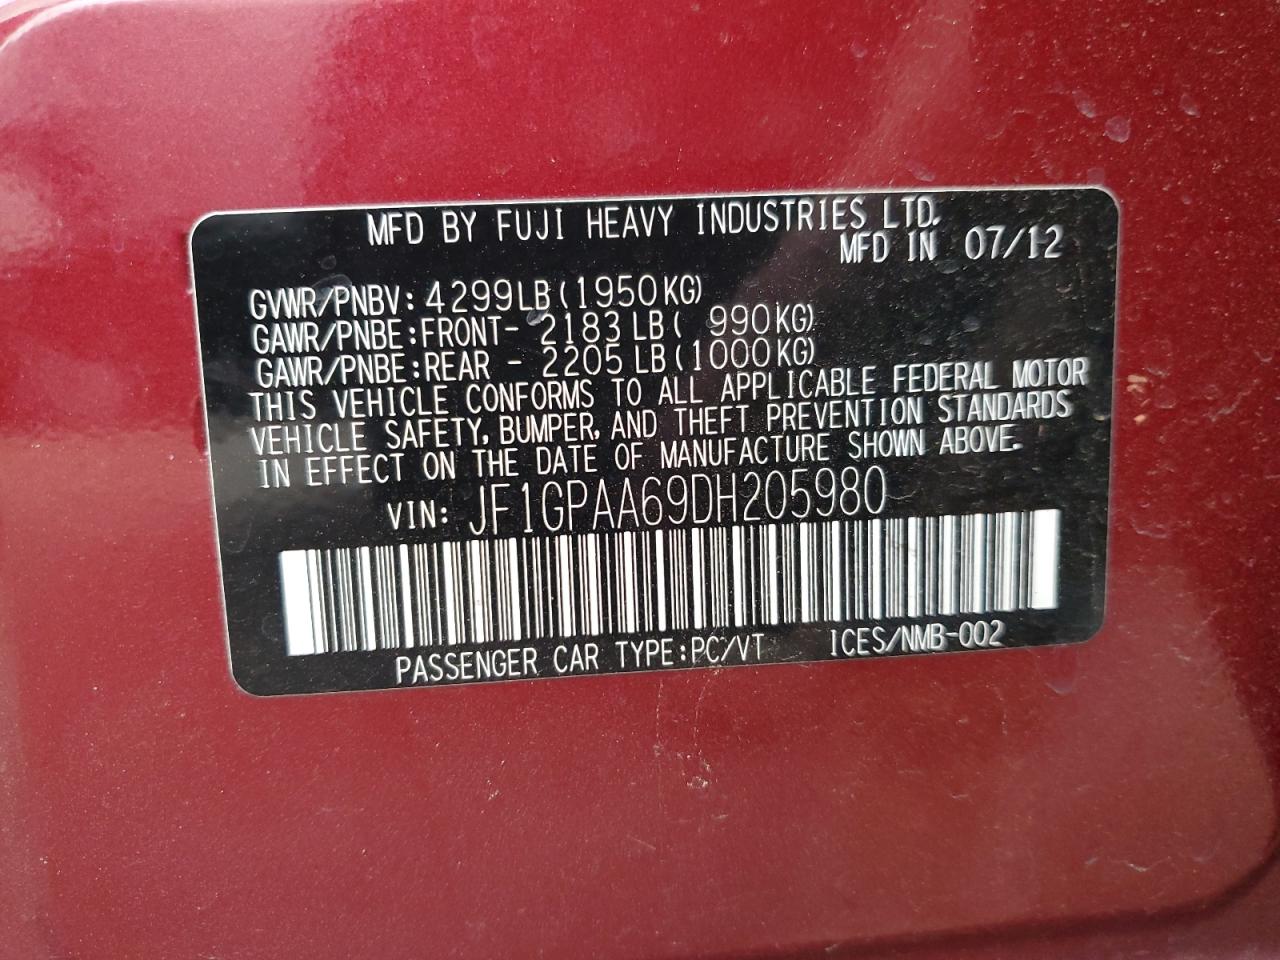 MFD BY FUJI HEAVY INDUSTRIES LTD.
MFD IN 07/12
GVWR/PNBV: 4299LB(1950KG)
GAWR/PNBE:FRONT- 2183 LB( 990KG)
GAWR/PNBE:REAR - 2205 LB(1000KG)
THIS VEHICLE CONFORMS TO ALL APPLICABLE FEDERAL MOTOR
VEHICLE SAFETY, BUMPER, AND THEFT PREVENTION STANDARDS
IN EFFECT ON THE DATE OF MANUFACTURE SHOWN ABOVE.
VIN: JF1GPAA69DH205980
PASSENGER CAR TYPE:PC/VT ICES/NMB-002